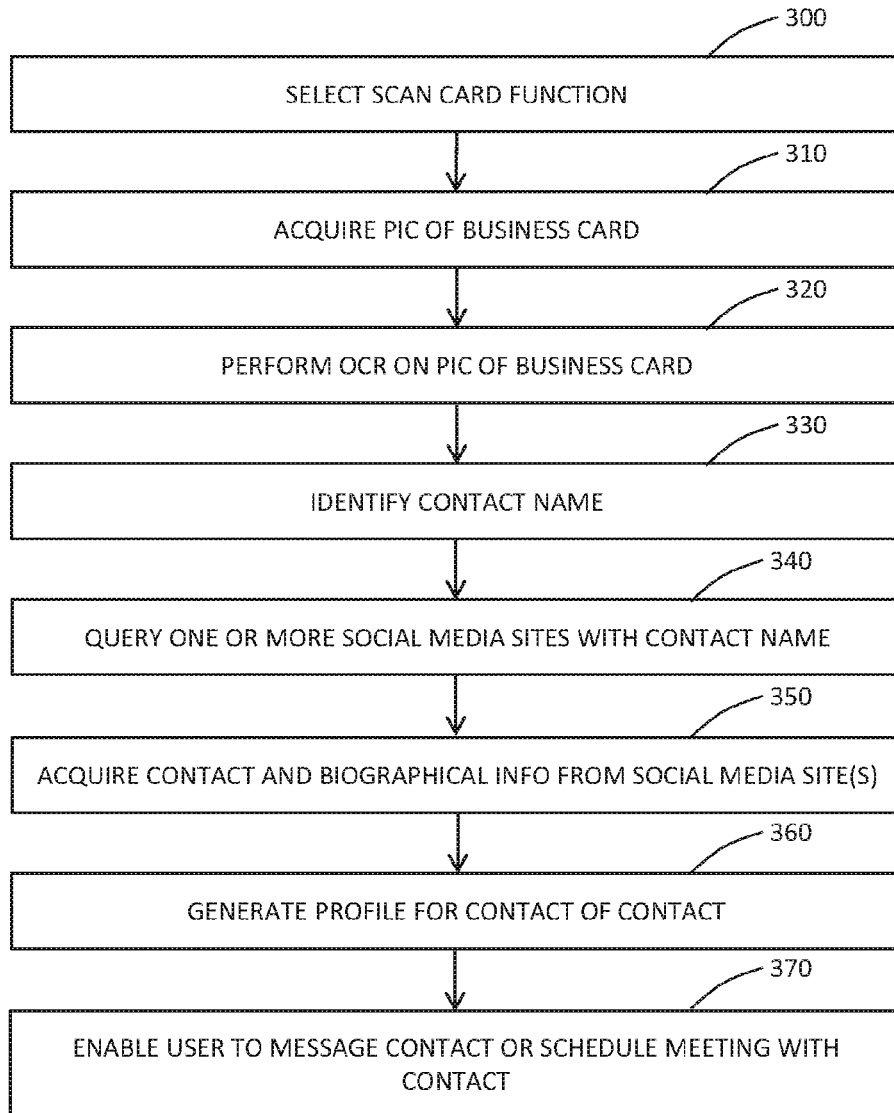 300
SELECT SCAN CARD FUNCTION
310
ACQUIRE PIC OF BUSINESS CARD
320
PERFORM OCR ON PIC OF BUSINESS CARD
330
IDENTIFY CONTACT NAME
340
QUERY ONE OR MORE SOCIAL MEDIA SITES WITH CONTACT NAME
350
ACQUIRE CONTACT AND BIOGRAPHICAL INFO FROM SOCIAL MEDIA SITE(S)
360
GENERATE PROFILE FOR CONTACT OF CONTACT
370
ENABLE USER TO MESSAGE CONTACT OR SCHEDULE MEETING WITH
CONTACT